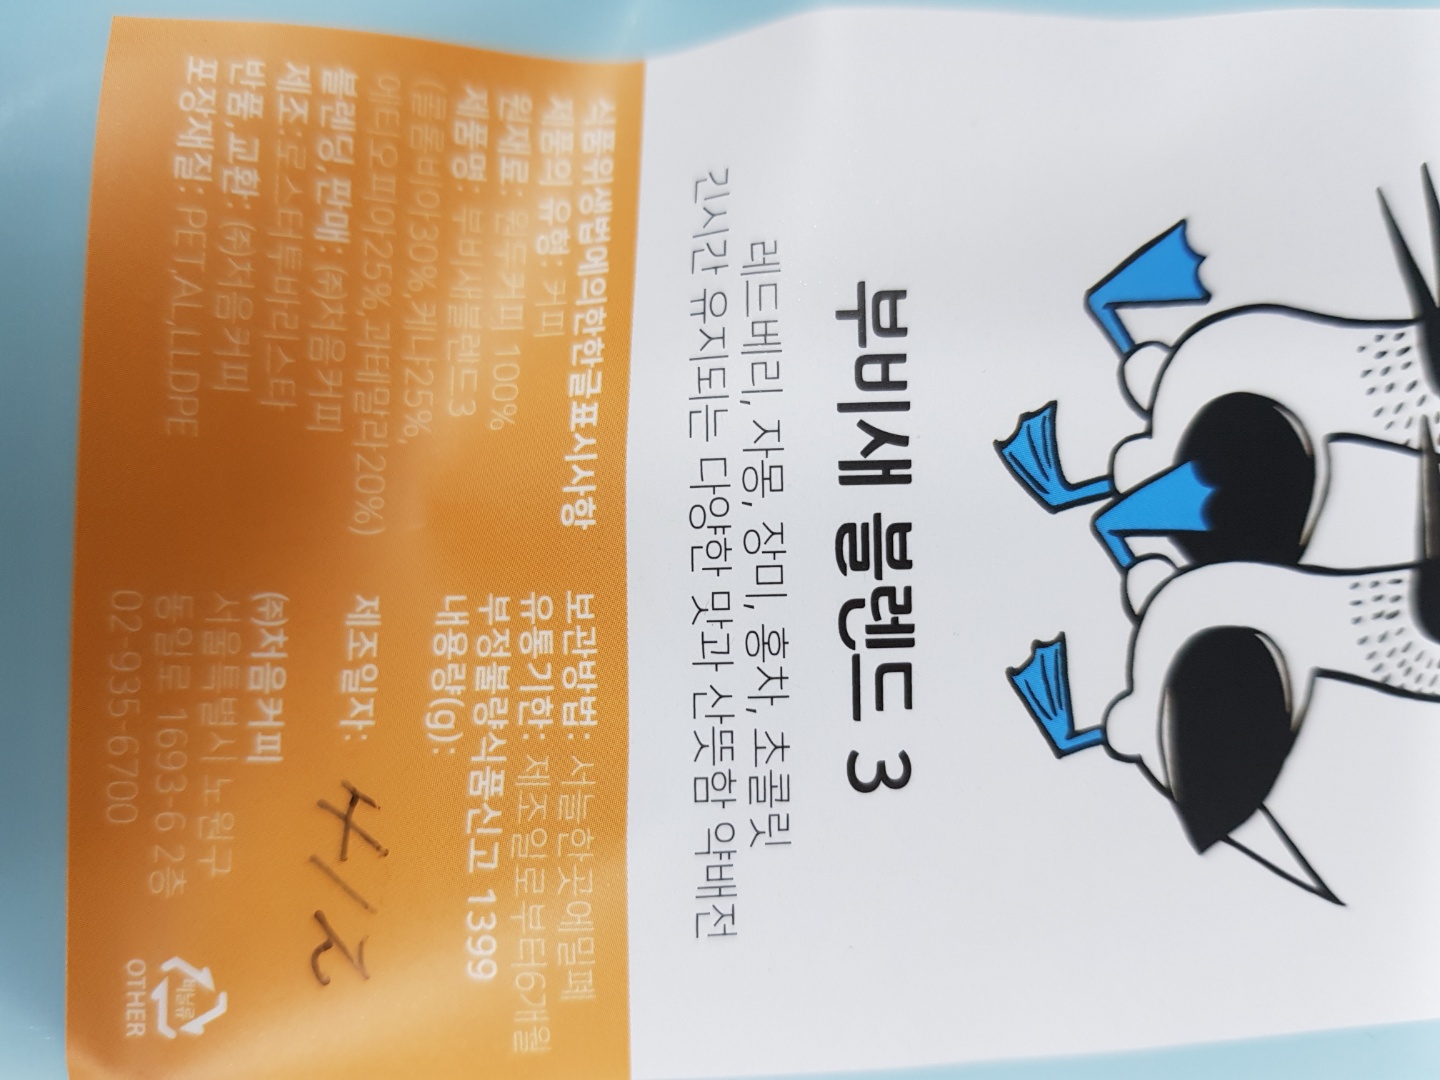 부비새 블렌드 3
레드베리, 자몽, 장미, 홍차, 초콜릿
긴시간 유지되는 다양한 맛과 산뜻함 약배전
식품위생법에의한한글표시사항
제품의 유형: 커피
원재료: 원두커피 100%
제품명: 부비새블렌드3
(콜롬비아30%,케냐25%,
에티오피아25%,과테말라20%)
블렌딩,판매: ㈜처음커피
제조:로스터투바리스타
반품,교환: ㈜처음커피
포장재질: PET,AL,LLDPE
보관방법: 서늘한곳에밀폐
유통기한: 제조일로부터6개월
부정불량식품신고 1399
내용량(g):
제조일자: 4/2
㈜처음커피
서울특별시 노원구
동일로 1693-6 2층
02-935-6700
비닐류
OTHER